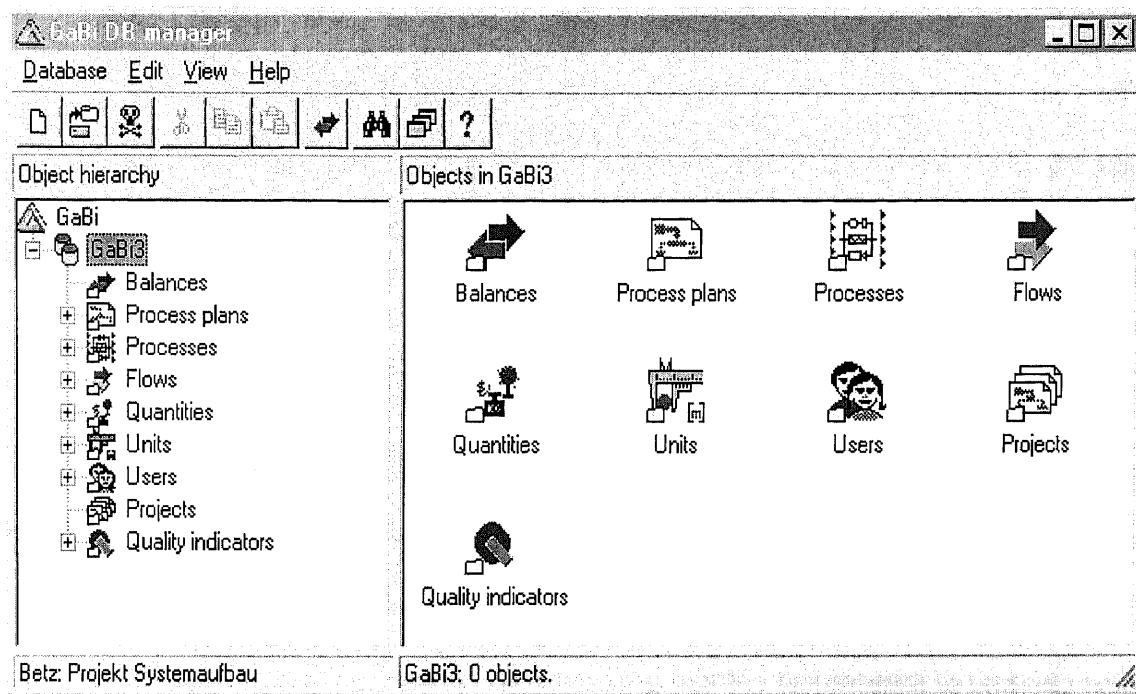 GaBi DB manager
Database Edit View Help
Object hierarchy
Objects in GaBi3
GaBi
GaBi3
Balances
Process plans
Processes
Flows
Quantities
Units
Users
Projects
Quality indicators
Balances Process plans Processes Flows
Quantities Units Users Projects
Quality indicators
Betz: Projekt Systemaufbau
GaBi3: 0 objects.